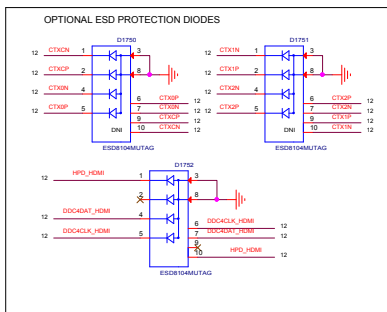 OPTIONAL ESD PROTECTION DIODES
D1750
12 CTXCN 1 3
12 CTXCP 2 8
12 CTX0N 4
12 CTX0P 5
6 CTX0P 12
7 CTX0N 12
9 CTXCP 12
DNI 10 CTXCN 12
ESD8104MUTAG
D1751
12 CTX1N 1 3
12 CTX1P 2 8
12 CTX2N 4
12 CTX2P 5
6 CTX2P 12
7 CTX2N 12
9 CTX1P 12
DNI 10 CTX1N 12
ESD8104MUTAG
D1752
12 HPD_HDMI 1 3
2 8
12 DDC4DAT_HDMI 4
12 DDC4CLK_HDMI 5
6 DDC4CLK_HDMI 12
7 DDC4DAT_HDMI 12
9
10 HPD_HDMI 12
ESD8104MUTAG